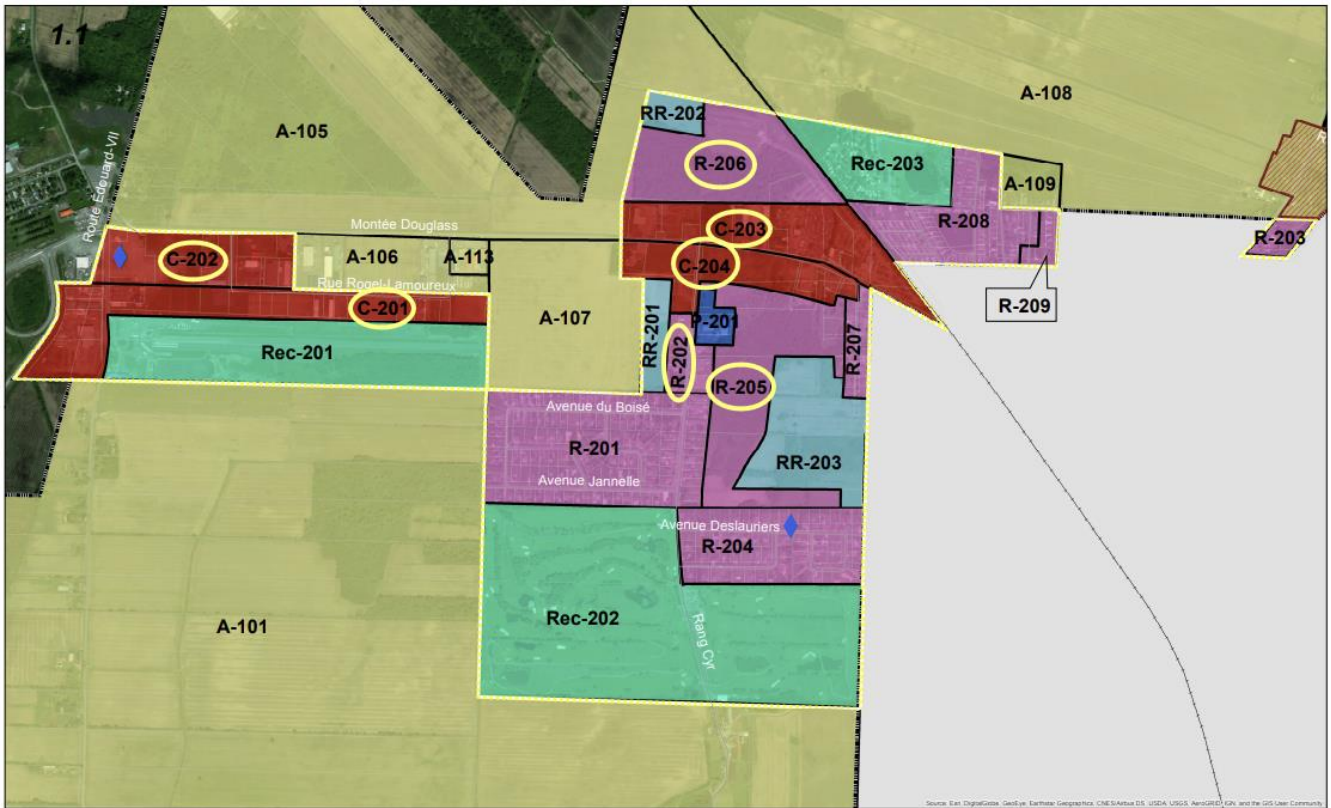 1.1
A-105
A-108
RR-202
R-206
Rec-203
A-109
R-208
R-203
Route Édouard-VII
Montée Douglass
C-203
C-202
A-106
A-113
C-204
Rue Rogel-Lamoureux
R-209
C-201
A-107
P-201
Rec-201
RR-201
R-202
R-207
R-205
Avenue du Boisé
R-201
RR-203
Avenue Jannelle
Avenue Deslauriers
R-204
Rec-202
A-101
Rang Cyr
Source: Esri, DigitalGlobe, GeoEye, Earthstar Geographics, CNES/Airbus DS, USDA, USGS, AeroGRID, IGN, and the GIS User Community